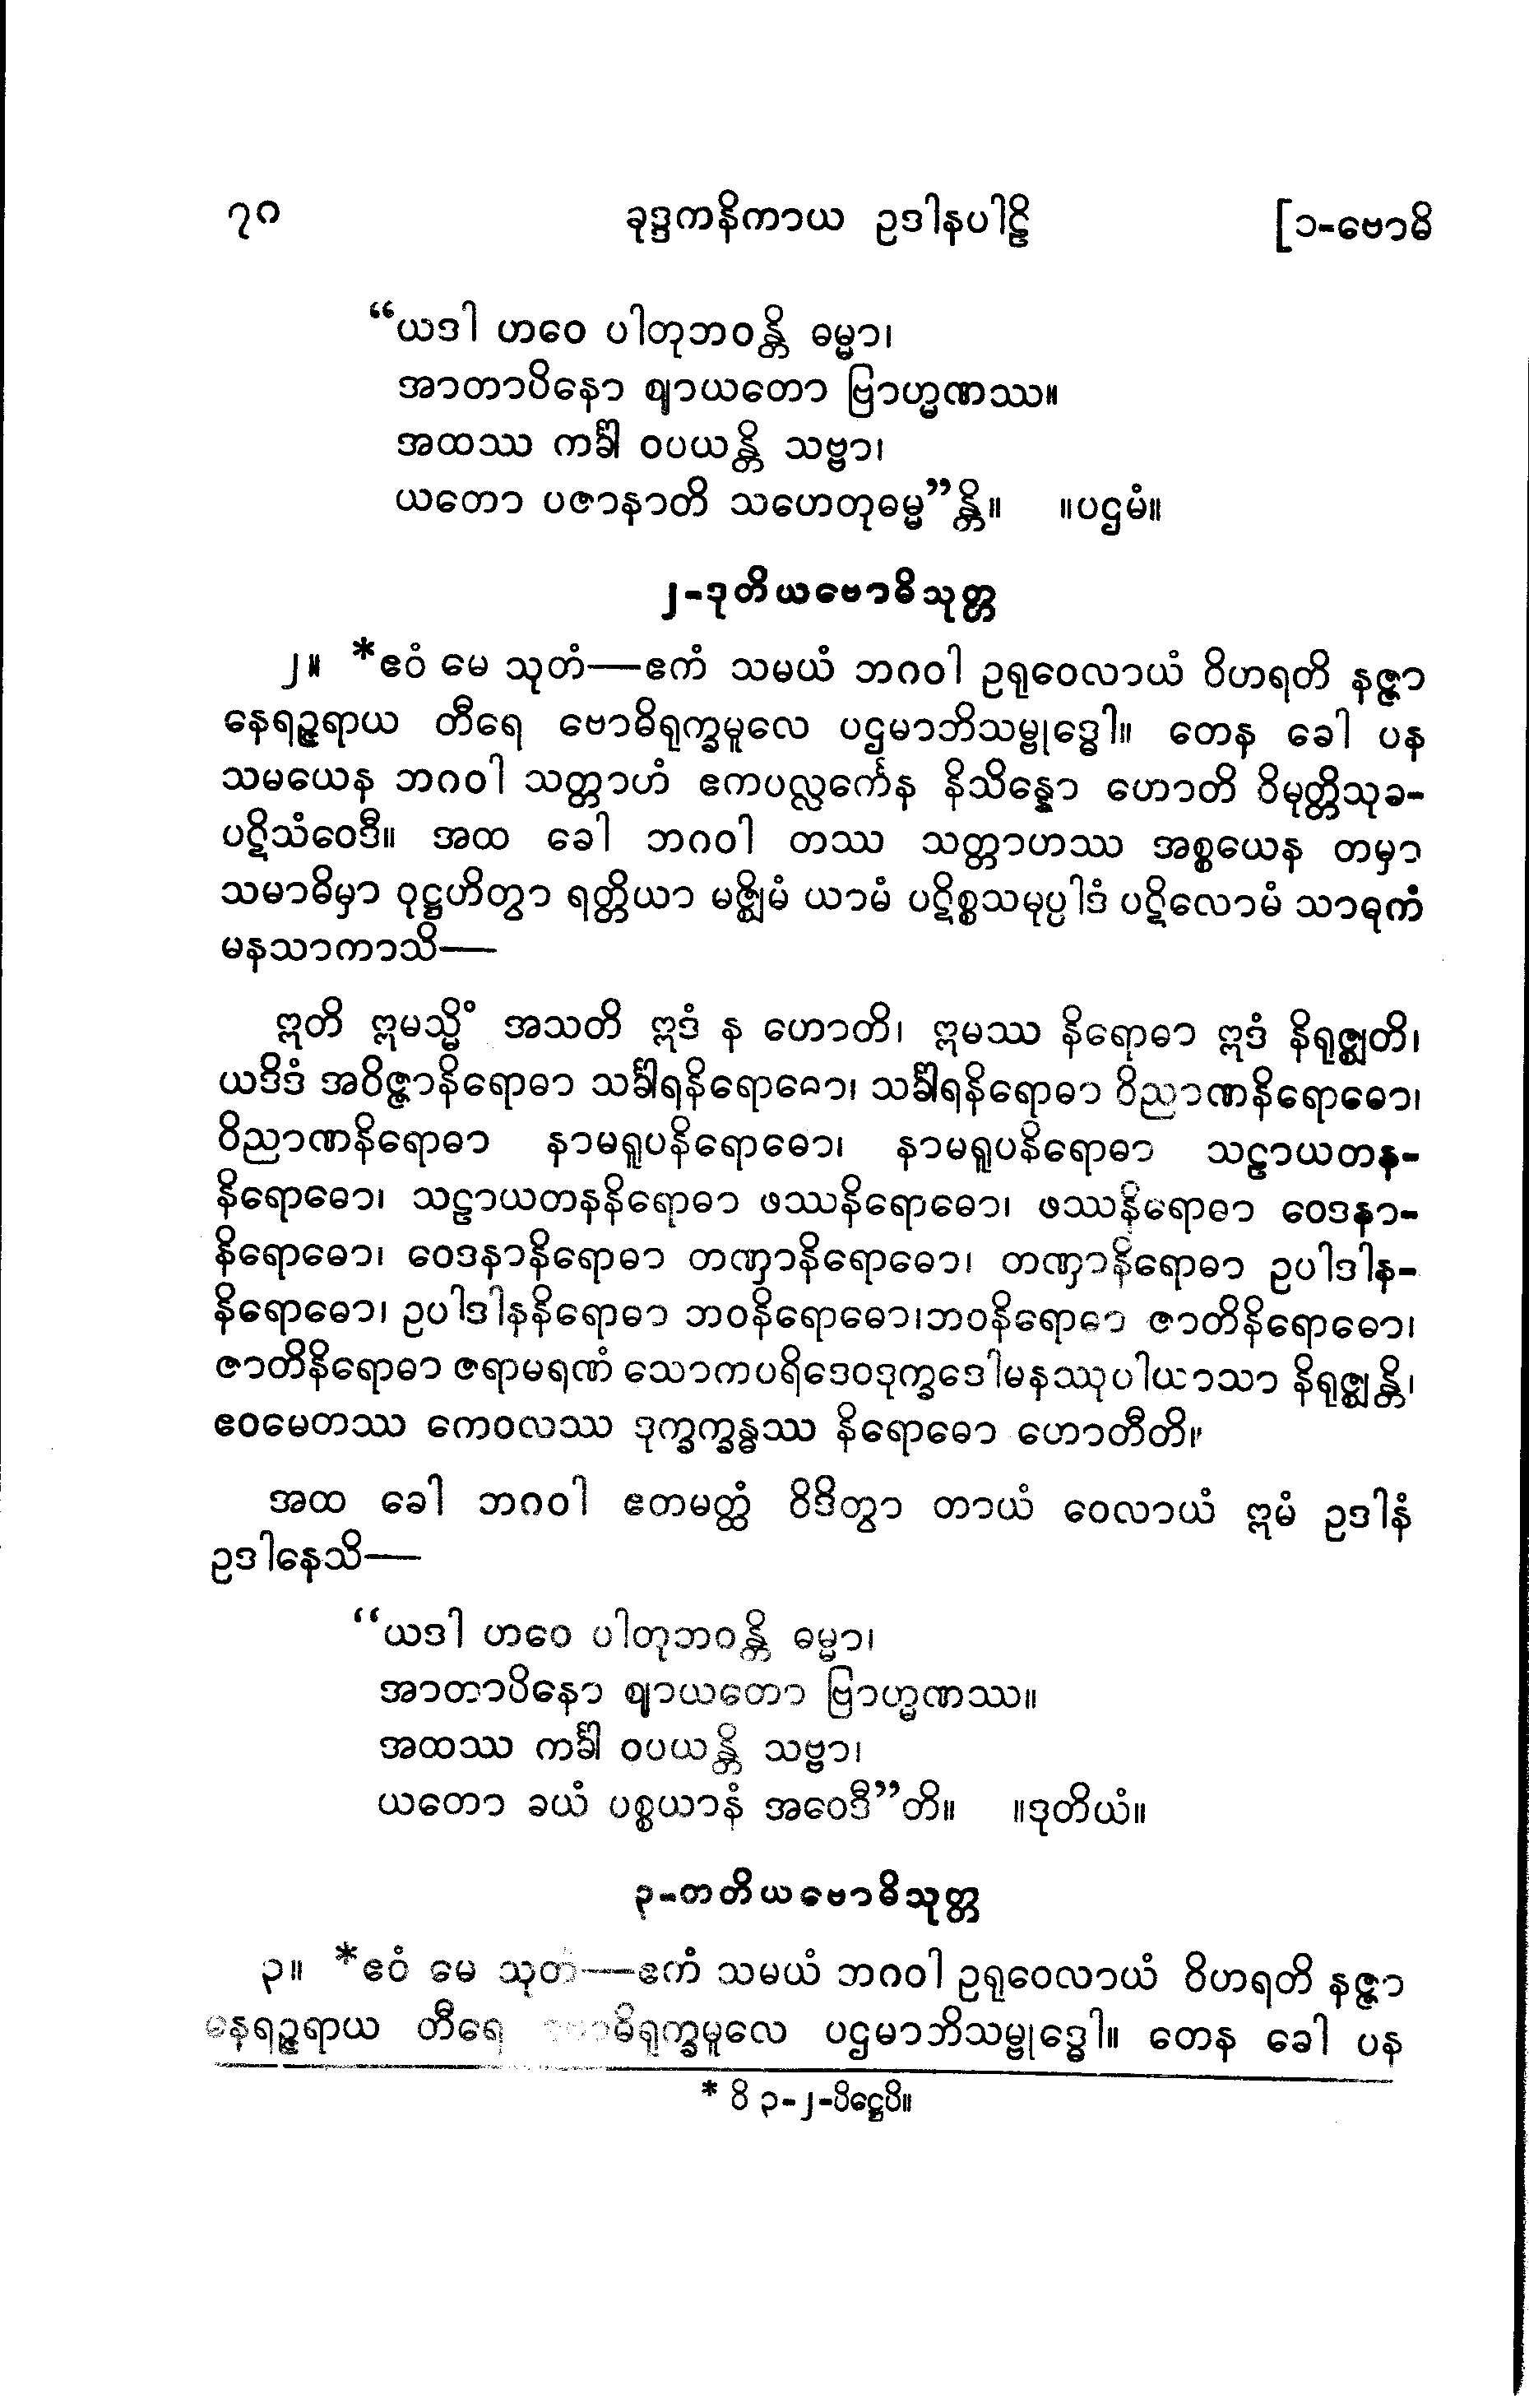 ၇၈ ခုဒ္ဒကနိကာယ ဥဒါနပါဠိ [၁-ဗောဓိ
“ယဒါ ဟဝေ ပါတုဘဝန္တိ ဓမ္မာ၊
အာတာပိနော ဈာယတော ဗြာဟ္မဏဿ။
အထဿ ကင်္ခါ ဝပယန္တိ သဗ္ဗာ၊
ယတော ပဇာနာတိ သဟေတုဓမ္မ”န္တိ။ ။ပဌမံ။
၂-ဒုတိယဗောဓိသုတ္တ
၂။ *ဧဝံ မေ သုတံ—ဧကံ သမယံ ဘဂဝါ ဥရုဝေလာယံ ဝိဟရတိ နဇ္ဇာ
နေရဉ္ဇရာယ တီရေ ဗောဓိရုက္ခမူလေ ပဌမာဘိသမ္ဗုဒ္ဓေါ။ တေန ခေါ ပန
သမယေန ဘဂဝါ သတ္တာဟံ ဧကပလ္လင်္ကေန နိသိန္နော ဟောတိ ဝိမုတ္တိသုခ-
ပဋိသံဝေဒီ။ အထ ခေါ ဘဂဝါ တဿ သတ္တာဟဿ အစ္စယေန တမှာ
သမာဓိမှာ ဝုဋ္ဌဟိတွာ ရတ္တိယာ မဇ္ဈိမံ ယာမံ ပဋိစ္စသမုပ္ပါဒံ ပဋိလောမံ သာဓုကံ
မနသာကာသိ—
ဣတိ ဣမသ္မိံ အသတိ ဣဒံ န ဟောတိ၊ ဣမဿ နိရောဓာ ဣဒံ နိရုဇ္ဈတိ၊
ယဒိဒံ အဝိဇ္ဇာနိရောဓာ သင်္ခါရနိရောဓော၊ သင်္ခါရနိရောဓာ ဝိညာဏနိရောဓော၊
ဝိညာဏနိရောဓာ နာမရူပနိရောဓော၊ နာမရူပနိရောဓာ သဠာယတန-
နိရောဓော၊ သဠာယတနနိရောဓာ ဖဿနိရောဓော၊ ဖဿနိရောဓာ ဝေဒနာ-
နိရောဓော၊ ဝေဒနာနိရောဓာ တဏှာနိရောဓော၊ တဏှာနိရောဓာ ဥပါဒါန-
နိရောဓော၊ ဥပါဒါနနိရောဓာ ဘဝနိရောဓော၊ဘဝနိရောဓာ ဇာတိနိရောဓော၊
ဇာတိနိရောဓာ ဇရာမရဏံ သောကပရိဒေဝဒုက္ခဒေါမနဿုပါယာသာ နိရုဇ္ဈန္တိ၊
ဧဝမေတဿ ကေဝလဿ ဒုက္ခက္ခန္ဓဿ နိရောဓော ဟောတီတိ။
အထ ခေါ ဘဂဝါ ဧတမတ္ထံ ဝိဒိတွာ တာယံ ဝေလာယံ ဣမံ ဥဒါနံ
ဥဒါနေသိ—
“ယဒါ ဟဝေ ပါတုဘဝန္တိ ဓမ္မာ၊
အာတာပိနော ဈာယတော ဗြာဟ္မဏဿ။
အထဿ ကင်္ခါ ဝပယန္တိ သဗ္ဗာ၊
ယတော ခယံ ပစ္စယာနံ အဝေဒီ”တိ။ ။ဒုတိယံ။
၃-တတိယဗောဓိသုတ္တ
၃။ *ဧဝံ မေ သုတံ—ဧကံ သမယံ ဘဂဝါ ဥရုဝေလာယံ ဝိဟရတိ နဇ္ဇာ
နေရဉ္ဇရာယ တီရေ ဗောဓိရုက္ခမူလေ ပဌမာဘိသမ္ဗုဒ္ဓေါ။ တေန ခေါ ပန
* ဝိ ၃-၂-ပိဋ္ဌေပိ။